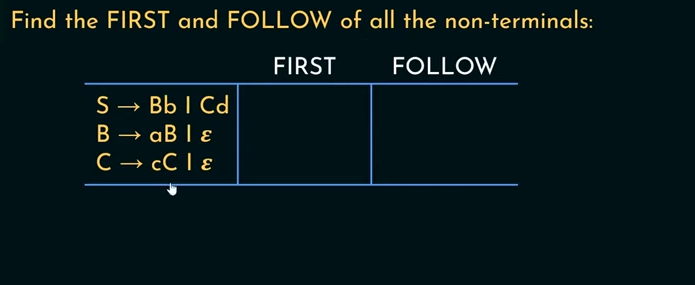 Find the FIRST and FOLLOW of all the non-terminals:
FIRST FOLLOW
S → Bb | Cd
B → aB | ε
C → cC | ε